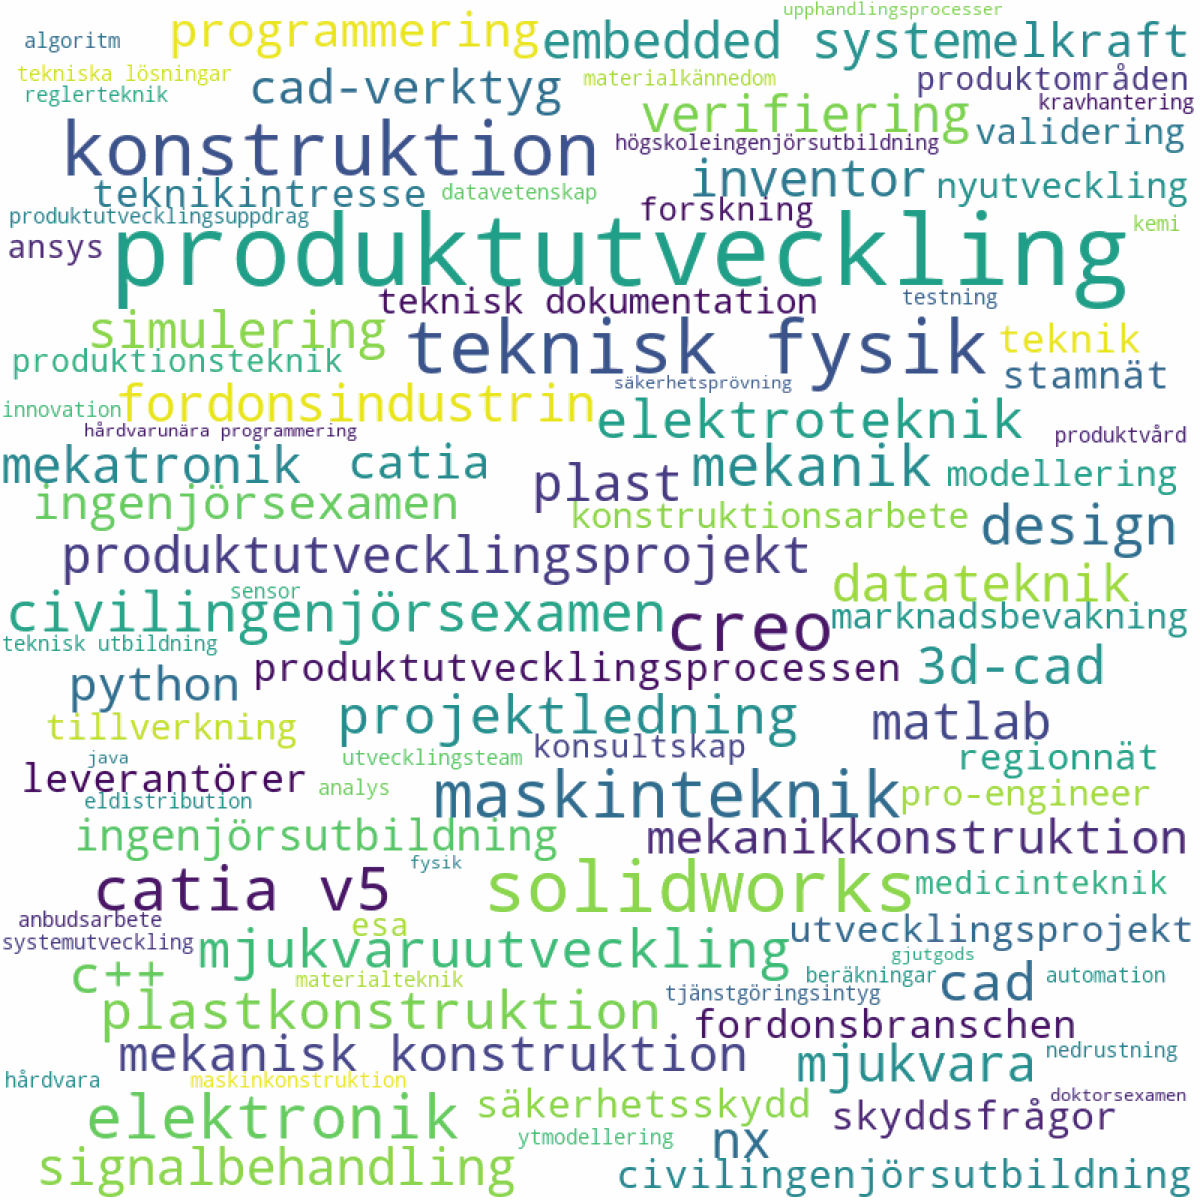 upphandlingsprocesser
algoritm programmering embedded systemelkraft
tekniska lösningar cad-verktyg materialkännedom produktområden
reglerteknik verifiering kravhantering
konstruktion högskoleingenjörsutbildning validering
teknikintresse datavetenskap inventor nyutveckling
produktutvecklingsuppdrag forskning
ansys produktutveckling kemi
teknisk dokumentation testning
simulering teknisk fysik teknik
produktionsteknik säkerhetsprövning stamnät
innovation fordonsindustrin elektroteknik
hårdvarunära programmering produktvård
mekatronik catia plast mekanik modellering
ingenjörsexamen konstruktionsarbete design
produktutvecklingsprojekt datateknik
sensor
civilingenjörsexamen creo marknadsbevakning
teknisk utbildning produktutvecklingsprocessen 3d-cad
python
tillverkning projektledning matlab
java utvecklingsteam konsultskap regionnät
leverantörer analys maskinteknik pro-engineer
eldistribution
ingenjörsutbildning mekanikkonstruktion
fysik
catia v5 solidworks medicinteknik
anbudsarbete esa utvecklingsprojekt
systemutveckling mjukvaruutveckling gjutgods
c++ materialteknik beräkningar cad automation
plastkonstruktion tjänstgöringsintyg fordonsbranschen
mekanisk konstruktion mjukvara nedrustning
hårdvara maskinkonstruktion doktorsexamen
elektronik säkerhetsskydd skyddsfrågor
ytmodellering nx
signalbehandling civilingenjörsutbildning